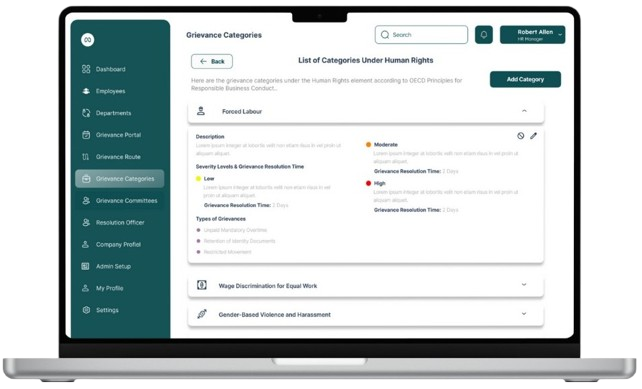 Grievance Categories
Search
Robert Allen
HR Manager
Dashboard
Employees
Departments
Grievance Portal
Grievance Route
Grievance Categories
Grievance Committees
Resolution Officer
Company Profiel
Admin Setup
My Profile
Settings
Back
List of Categories Under Human Rights
Here are the grievance categories under the Human Rights element according to OECD Principles for
Responsible Business Conduct...
Add Category
Forced Labour
Description
Lorem ipsum integer at lobortis velit non etiam risus in vel proin ut
aliquam aliquet.
Severity Levels & Grievance Resolution Time
Low
Lorem ipsum integer at lobortis velit non etiam risus in vel
proin ut aliquam aliquet.
Grievance Resolution Time: 2 Days
Types of Grievances
Unpaid Mandatory Overtime
Retention of Identity Documents
Restricted Movement
Moderate
Lorem ipsum integer at lobortis velit non etiam risus in vel proin ut
aliquam aliquet.
Grievance Resolution Time: 2 Days
High
Lorem ipsum integer at lobortis velit non etiam risus in vel proin ut
aliquam aliquet.
Grievance Resolution Time: 2 Days
Wage Discrimination for Equal Work
Gender-Based Violence and Harassment